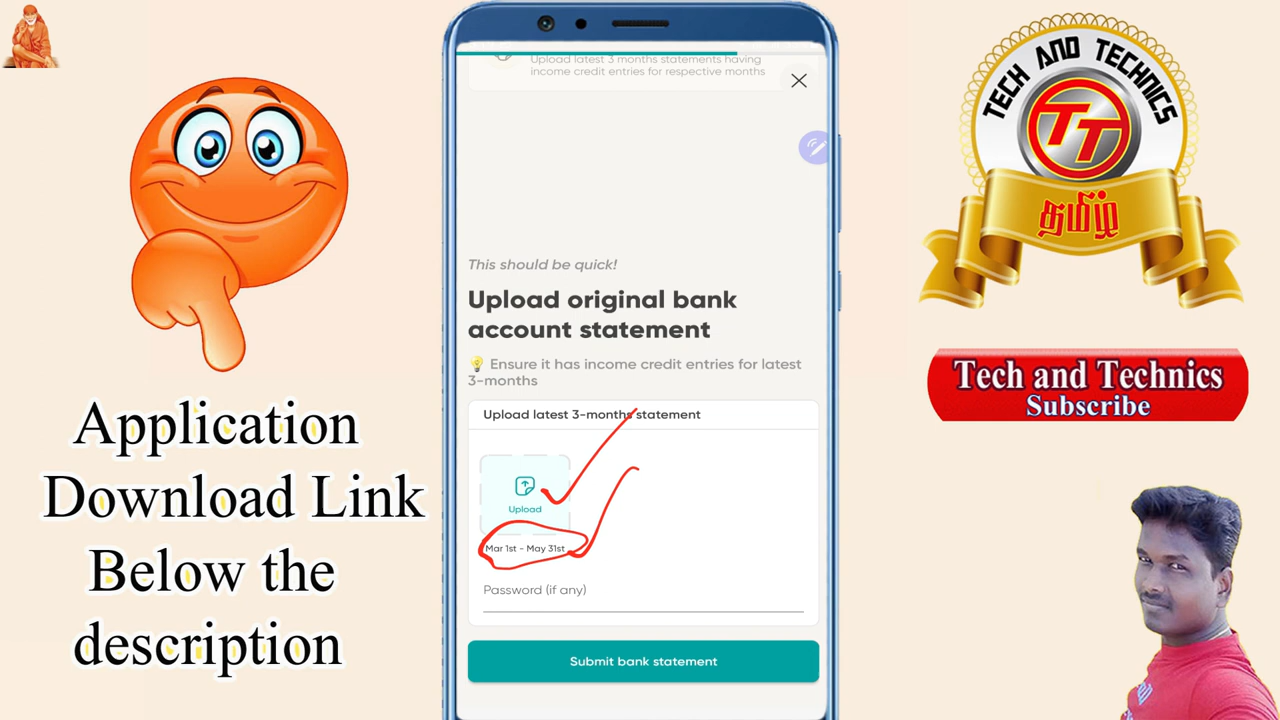 Upload latest 3 months statements having
income credit entries for respective months
This should be quick!
Upload original bank
account statement
Ensure it has income credit entries for latest
3-months
Upload latest 3-months statement
Upload
Mar 1st - May 31st
Password (if any)
Submit bank statement
Application
Download Link
Below the
description
TECH AND TECHNICS
TT
தமிழ்
Tech and Technics
Subscribe